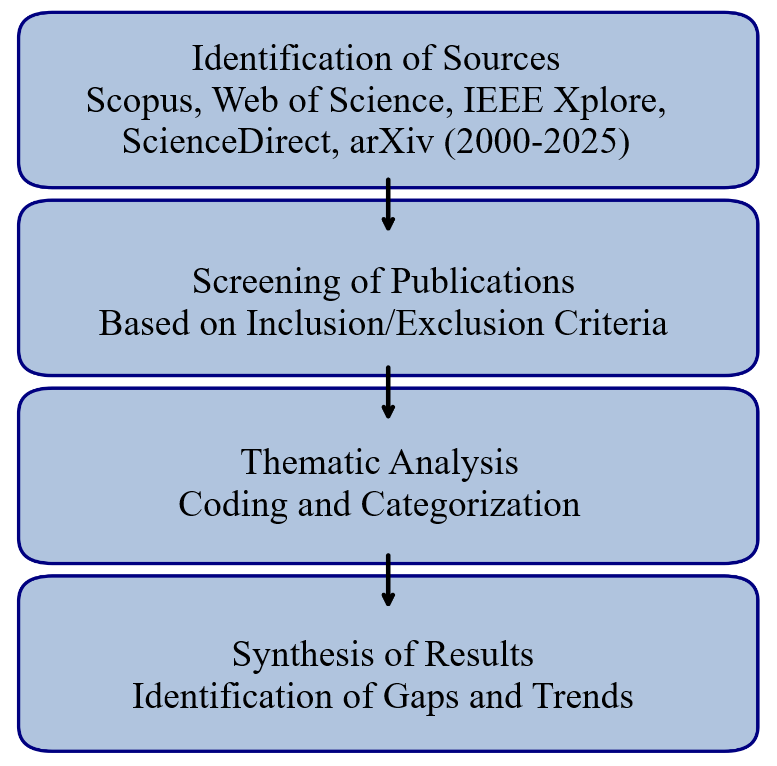 Identification of Sources
Scopus, Web of Science, IEEE Xplore,
ScienceDirect, arXiv (2000-2025)
Screening of Publications
Based on Inclusion/Exclusion Criteria
Thematic Analysis
Coding and Categorization
Synthesis of Results
Identification of Gaps and Trends